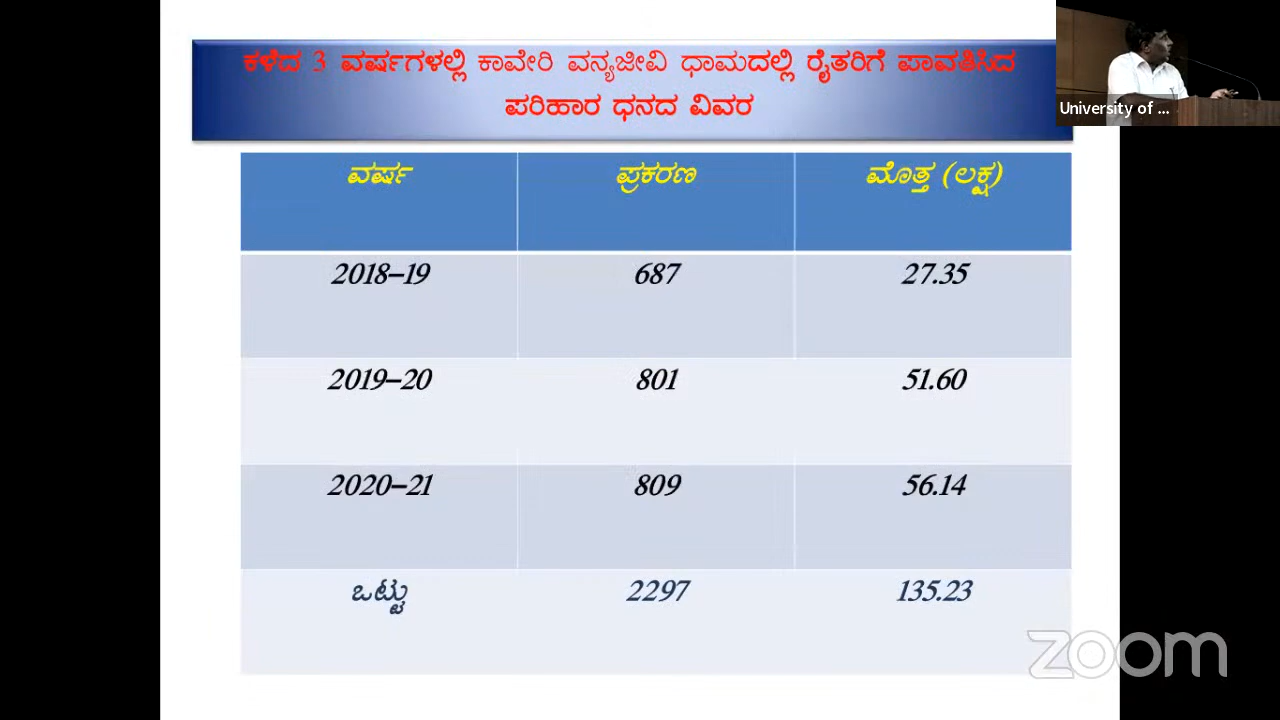 ಕಳೆದ 3 ವರ್ಷಗಳಲ್ಲಿ ಕಾವೇರಿ ವನ್ಯಜೀವಿ ಧಾಮದಲ್ಲಿ ರೈತರಿಗೆ ಪಾವತಿಸಿದ
ಪರಿಹಾರ ಧನದ ವಿವರ
University of ...
ವರ್ಷ ಪ್ರಕರಣ ಮೊತ್ತ (ಲಕ್ಷ)
2018-19 687 27.35
2019-20 801 51.60
2020-21 809 56.14
ಒಟ್ಟು 2297 135.23
zoom